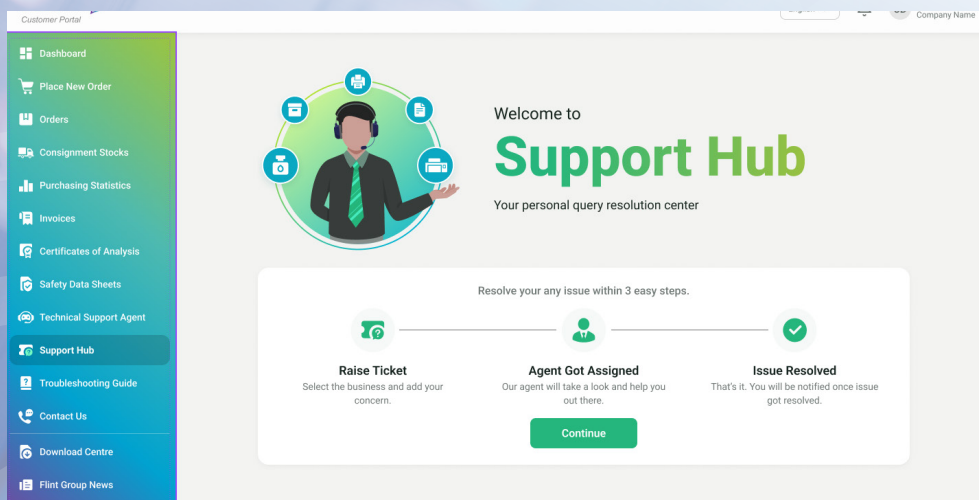 Customer Portal
English
Company Name
Dashboard
Place New Order
Orders
Consignment Stocks
Purchasing Statistics
Invoices
Certificates of Analysis
Safety Data Sheets
Technical Support Agent
Support Hub
Troubleshooting Guide
Contact Us
Download Centre
Flint Group News
Welcome to
Support Hub
Your personal query resolution center
Resolve your any issue within 3 easy steps.
Raise Ticket
Select the business and add your
concern.
Agent Got Assigned
Our agent will take a look and help you
out there.
Issue Resolved
That's it. You will be notified once issue
got resolved.
Continue